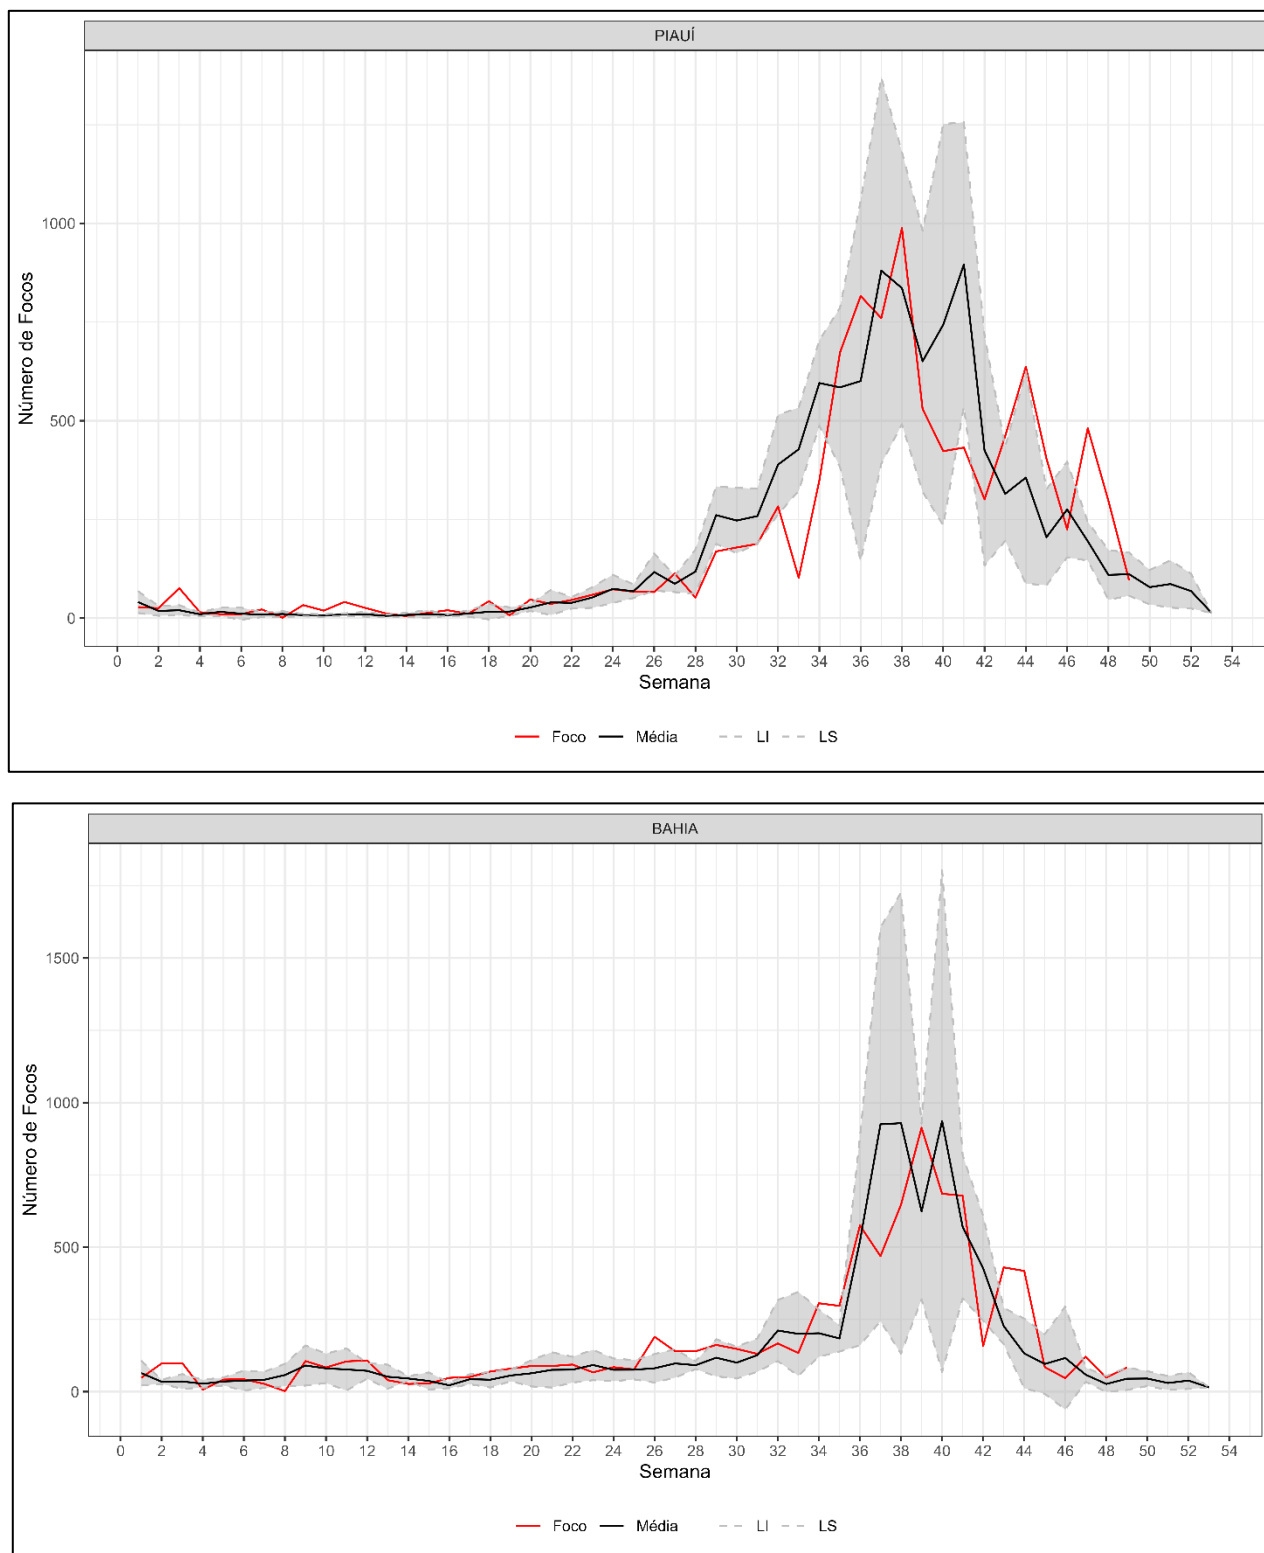 PIAUÍ
Número de Focos
1000
500
0
0 2 4 6 8 10 12 14 16 18 20 22 24 26 28 30 32 34 36 38 40 42 44 46 48 50 52 54
Semana
Foco Média LI LS
BAHIA
Número de Focos
1500
1000
500
0
0 2 4 6 8 10 12 14 16 18 20 22 24 26 28 30 32 34 36 38 40 42 44 46 48 50 52 54
Semana
Foco Média LI LS